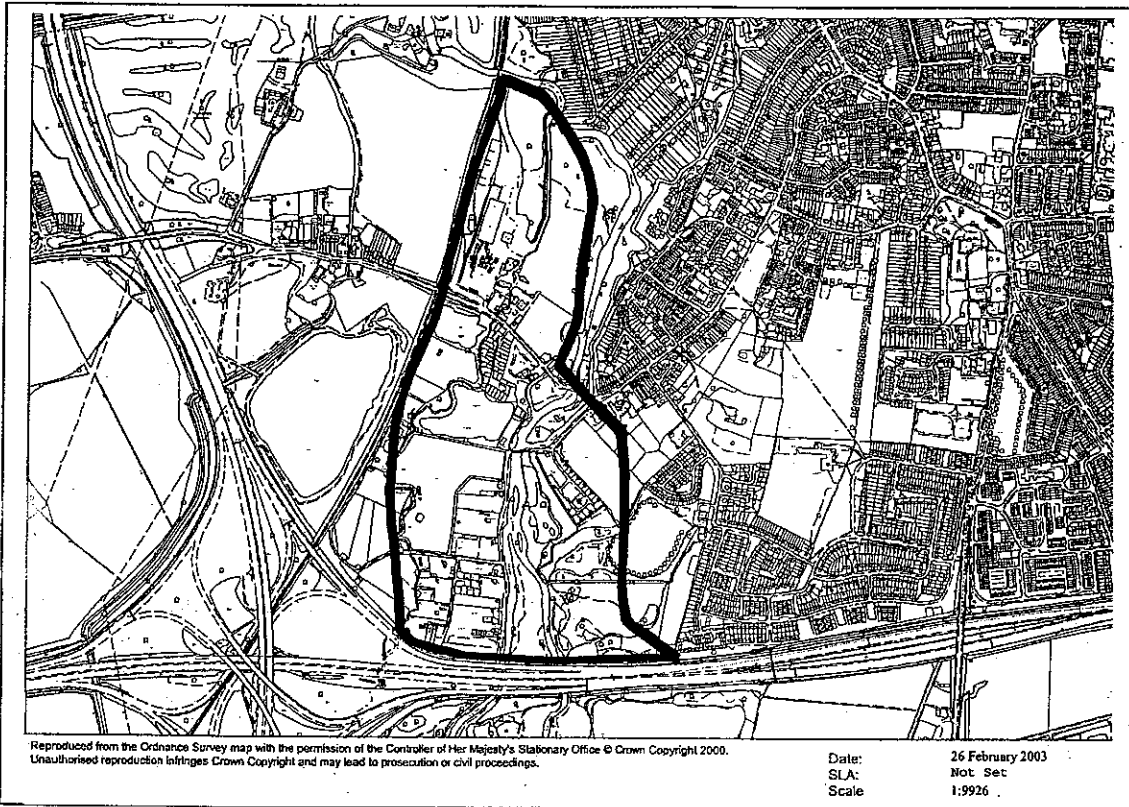 Reproduced from the Ordnance Survey map with the permission of the Controller of Her Majesty's Stationary Office © Crown Copyright 2000.
Unauthorised reproduction infringes Crown Copyright and may lead to prosecution or civil proceedings.
Date: 26 February 2003
SLA: Not Set
Scale 1:9926